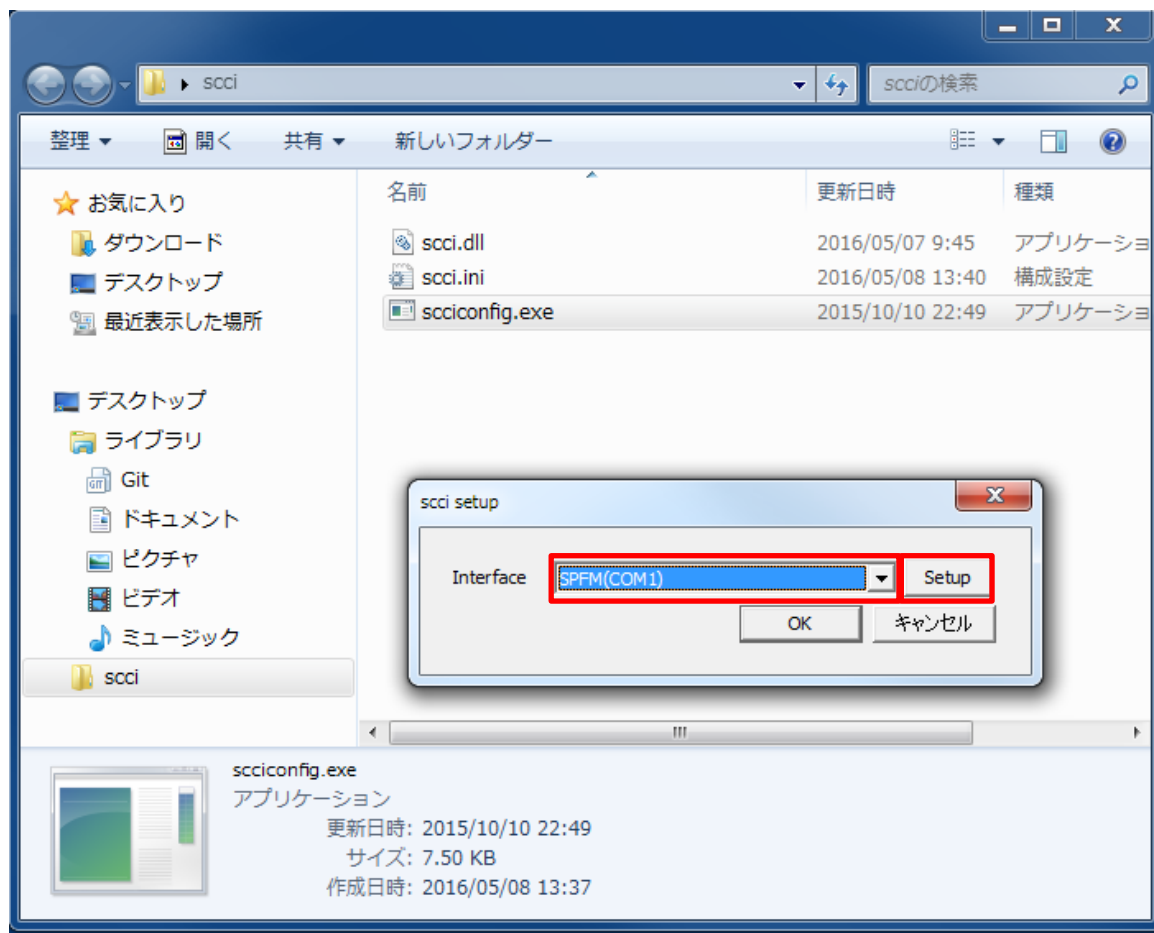 scci
scciの検索
整理 開く 共有 新しいフォルダー
名前 更新日時 種類
scci.dll 2016/05/07 9:45 アプリケーショ
scci.ini 2016/05/08 13:40 構成設定
scciconfig.exe 2015/10/10 22:49 アプリケーショ
お気に入り
ダウンロード
デスクトップ
最近表示した場所
デスクトップ
ライブラリ
Git
ドキュメント
ピクチャ
ビデオ
ミュージック
scci
scci setup
Interface SPFM(COM1) Setup
OK キャンセル
scciconfig.exe
アプリケーション
更新日時: 2015/10/10 22:49
サイズ: 7.50 KB
作成日時: 2016/05/08 13:37